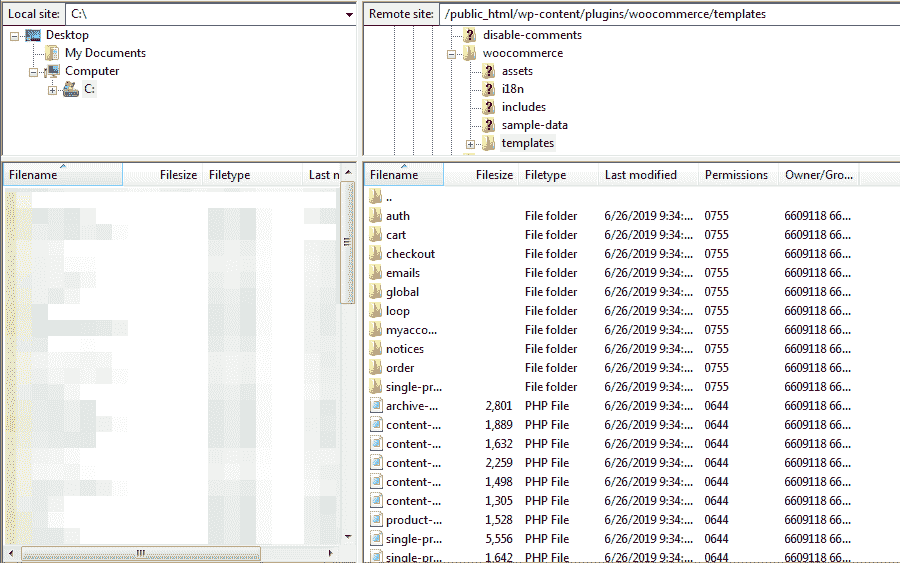 Local site: C:\
Desktop
My Documents
Computer
C:
Filename Filesize Filetype Last n
Remote site: /public_html/wp-content/plugins/woocommerce/templates
disable-comments
woocommerce
assets
i18n
includes
sample-data
templates
Filename Filesize Filetype Last modified Permissions Owner/Gro...
..
auth File folder 6/26/2019 9:34:... 0755 6609118 66...
cart File folder 6/26/2019 9:34:... 0755 6609118 66...
checkout File folder 6/26/2019 9:34:... 0755 6609118 66...
emails File folder 6/26/2019 9:34:... 0755 6609118 66...
global File folder 6/26/2019 9:34:... 0755 6609118 66...
loop File folder 6/26/2019 9:34:... 0755 6609118 66...
myacco... File folder 6/26/2019 9:34:... 0755 6609118 66...
notices File folder 6/26/2019 9:34:... 0755 6609118 66...
order File folder 6/26/2019 9:34:... 0755 6609118 66...
single-pr... File folder 6/26/2019 9:34:... 0755 6609118 66...
archive-... 2,801 PHP File 6/26/2019 9:34:... 0644 6609118 66...
content-... 1,889 PHP File 6/26/2019 9:34:... 0644 6609118 66...
content-... 1,632 PHP File 6/26/2019 9:34:... 0644 6609118 66...
content-... 2,259 PHP File 6/26/2019 9:34:... 0644 6609118 66...
content-... 1,498 PHP File 6/26/2019 9:34:... 0644 6609118 66...
content-... 1,305 PHP File 6/26/2019 9:34:... 0644 6609118 66...
product-... 1,528 PHP File 6/26/2019 9:34:... 0644 6609118 66...
single-pr... 5,556 PHP File 6/26/2019 9:34:... 0644 6609118 66...
single-pr... 1,642 PHP File 6/26/2019 9:34:... 0644 6609118 66...